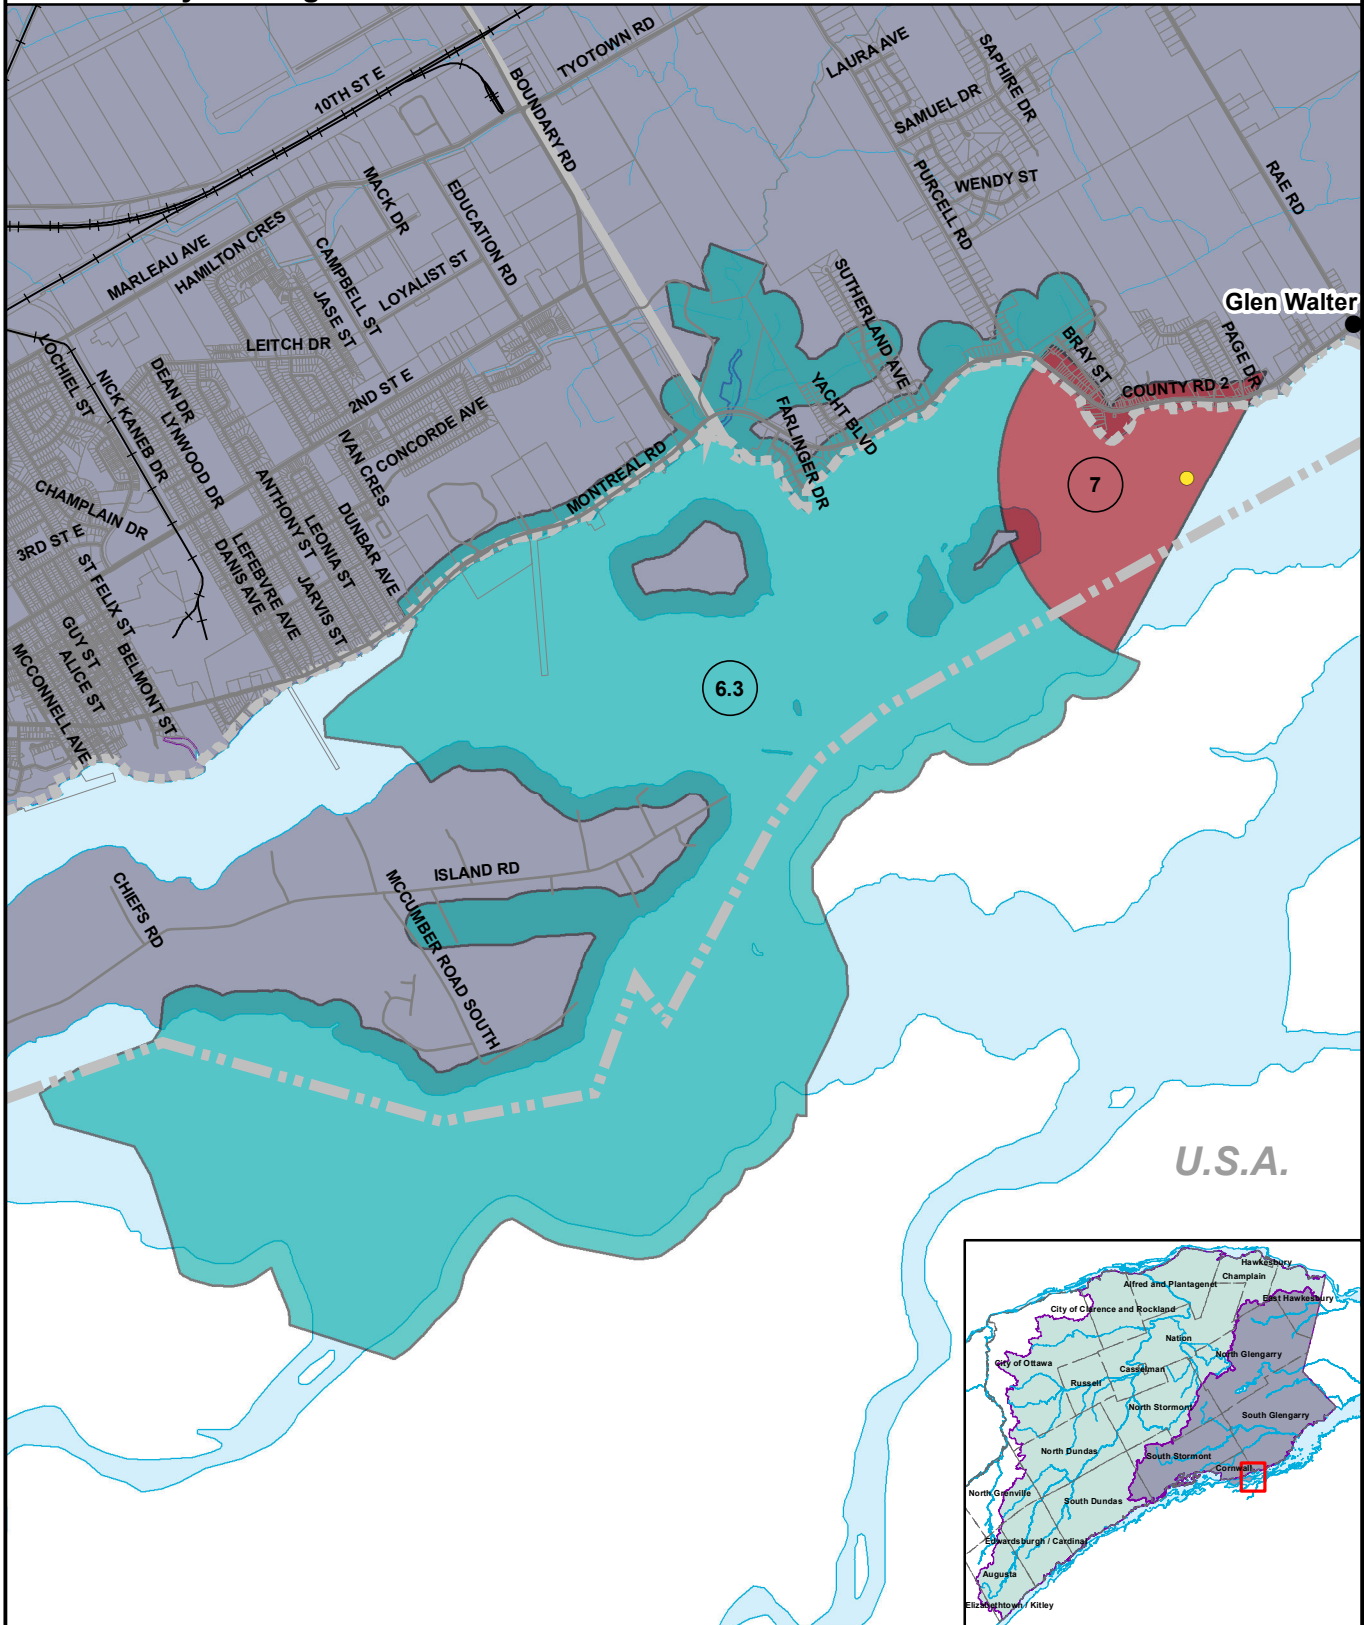 TYOTOWN RD
LAURA AVE
SAPHIRE DR
10TH ST E
BOUNDARY RD
SAMUEL DR
WENDY ST
MACK DR
EDUCATION RD
PURCELL RD
RAE RD
MARLEAU AVE
HAMILTON CRES
CAMPBELL ST
LOYALIST ST
JASE ST
SUTHERLAND AVE
Glen Walter
LOCHIEL ST
LEITCH DR
BRAY ST
PAGE DR
NICK KANEB DR
DEAN DR
2ND ST E
YACHT BLVD
COUNTY RD 2
LYNWOOD DR
IVAN CRES
CONCORDE AVE
FARLINGER DR
MONTREAL RD
7
CHAMPLAIN DR
ANTHONY ST
DUNBAR AVE
3RD ST E
LEONIA ST
LEFEBVRE AVE
DANIS AVE
ST FELIX ST
JARVIS ST
GUY ST
ALICE ST
BELMONT ST
MCCONNELL AVE
6.3
ISLAND RD
CHIEFS RD
MCCUMBER ROAD SOUTH
U.S.A.
Hawkesbury
Champlain
Alfred and Plantagenet
East Hawkesbury
City of Clarence and Rockland
Nation
North Glengarry
City of Ottawa
Casselman
Russell
North Stormont
South Glengarry
North Dundas
South Stormont
Cornwall
North Grenville
South Dundas
Edwardsburgh / Cardinal
Augusta
Elizabethtown / Kitley